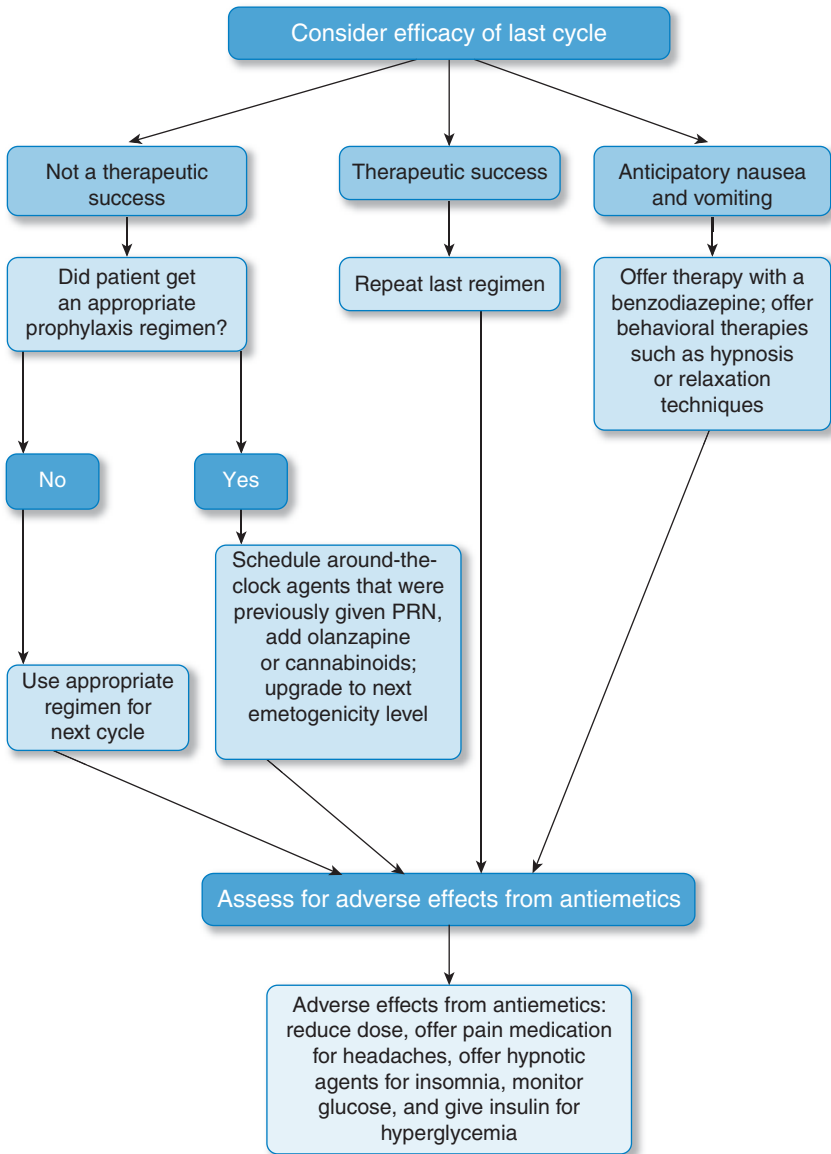 Consider efficacy of last cycle
Not a therapeutic
success
Therapeutic success
Anticipatory nausea
and vomiting
Did patient get
an appropriate
prophylaxis regimen?
Repeat last regimen
Offer therapy with a
benzodiazepine; offer
behavioral therapies
such as hypnosis
or relaxation
techniques
No
Yes
Schedule around-the-
clock agents that were
previously given PRN,
add olanzapine
or cannabinoids;
upgrade to next
emetogenicity level
Use appropriate
regimen for
next cycle
Assess for adverse effects from antiemetics
Adverse effects from antiemetics:
reduce dose, offer pain medication
for headaches, offer hypnotic
agents for insomnia, monitor
glucose, and give insulin for
hyperglycemia